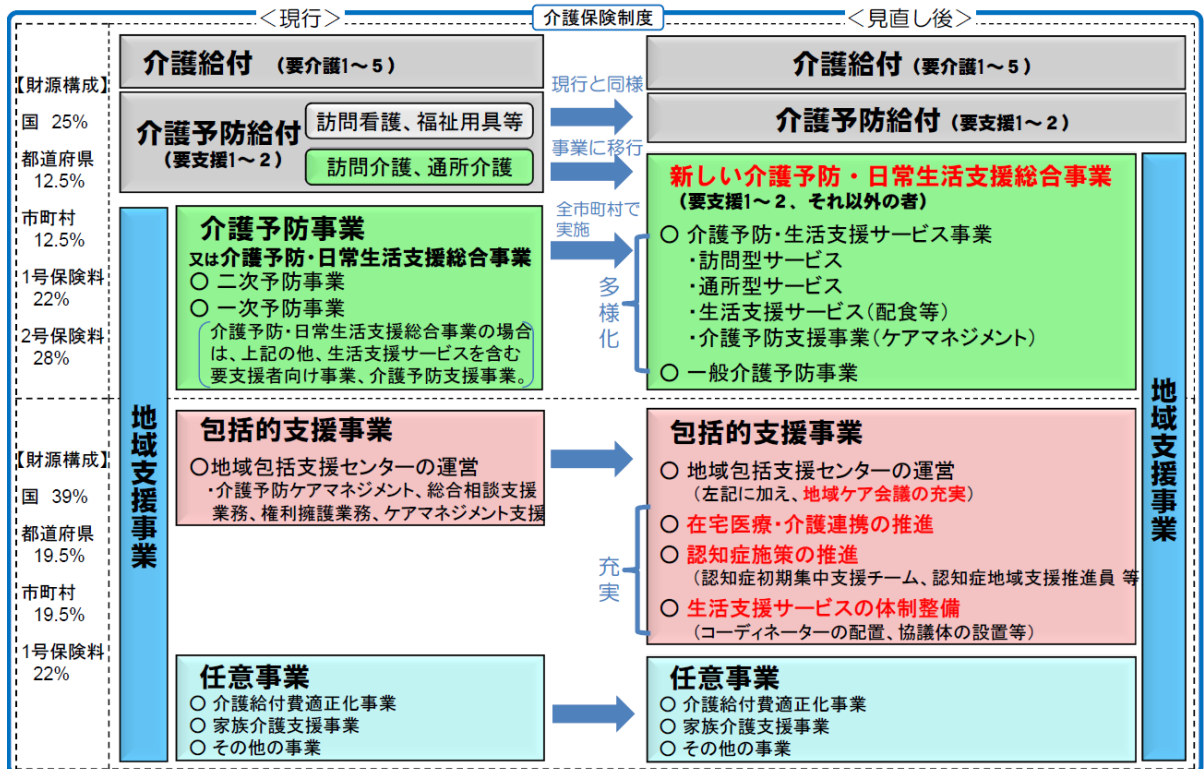 ＜現行＞
介護保険制度
＜見直し後＞
【財源構成】
国 25%
都道府県
12.5%
市町村
12.5%
1号保険料
22%
2号保険料
28%
介護給付 （要介護1～5）
介護予防給付
（要支援1～2）
訪問看護、福祉用具等
訪問介護、通所介護
現行と同様
事業に移行
全市町村で
実施
多様化
介護給付（要介護1～5）
介護予防給付（要支援1～2）
介護予防事業
又は介護予防・日常生活支援総合事業
○ 二次予防事業
○ 一次予防事業
介護予防・日常生活支援総合事業の場合
は、上記の他、生活支援サービスを含む
要支援者向け事業、介護予防支援事業。
新しい介護予防・日常生活支援総合事業
（要支援1～2、それ以外の者）
○ 介護予防・生活支援サービス事業
・訪問型サービス
・通所型サービス
・生活支援サービス（配食等）
・介護予防支援事業（ケアマネジメント）
○ 一般介護予防事業
【財源構成】
国 39%
都道府県
19.5%
市町村
19.5%
1号保険料
22%
地域支援事業
包括的支援事業
○地域包括支援センターの運営
・介護予防ケアマネジメント、総合相談支援
業務、権利擁護業務、ケアマネジメント支援
充実
包括的支援事業
○ 地域包括支援センターの運営
（左記に加え、地域ケア会議の充実）
○ 在宅医療・介護連携の推進
○ 認知症施策の推進
（認知症初期集中支援チーム、認知症地域支援推進員 等
○ 生活支援サービスの体制整備
（コーディネーターの配置、協議体の設置等）
地域支援事業
任意事業
○ 介護給付費適正化事業
○ 家族介護支援事業
○ その他の事業
任意事業
○ 介護給付費適正化事業
○ 家族介護支援事業
○ その他の事業